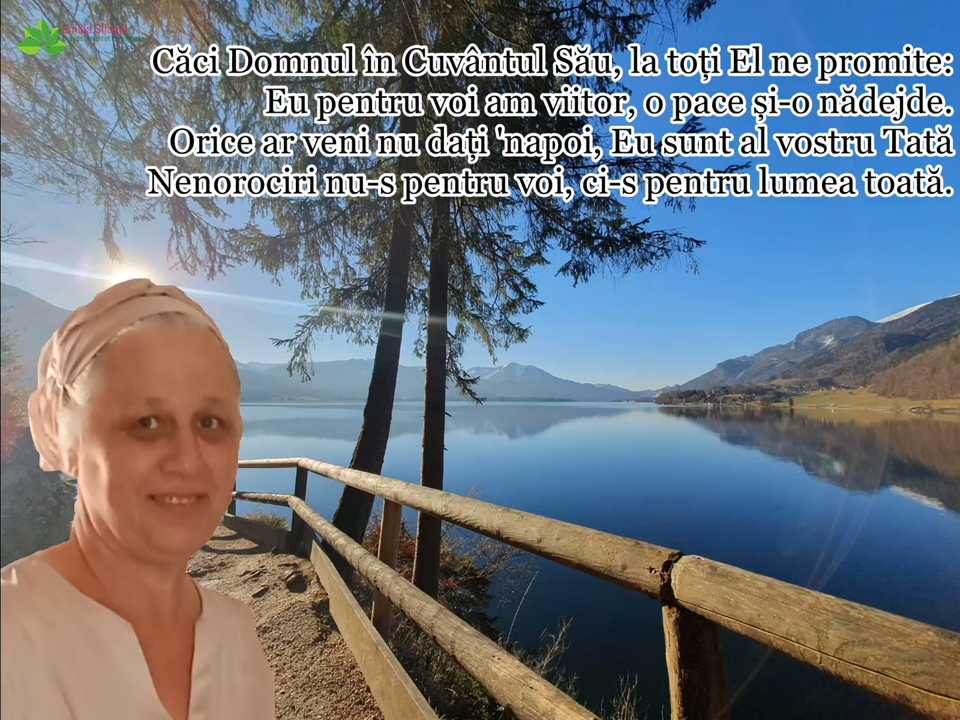 Căci Domnul în Cuvântul Său, la toți El ne promite:
Eu pentru voi am viitor, o pace și-o nădejde.
Orice ar veni nu dați 'napoi, Eu sunt al vostru Tată
Nenorociri nu-s pentru voi, ci-s pentru lumea toată.